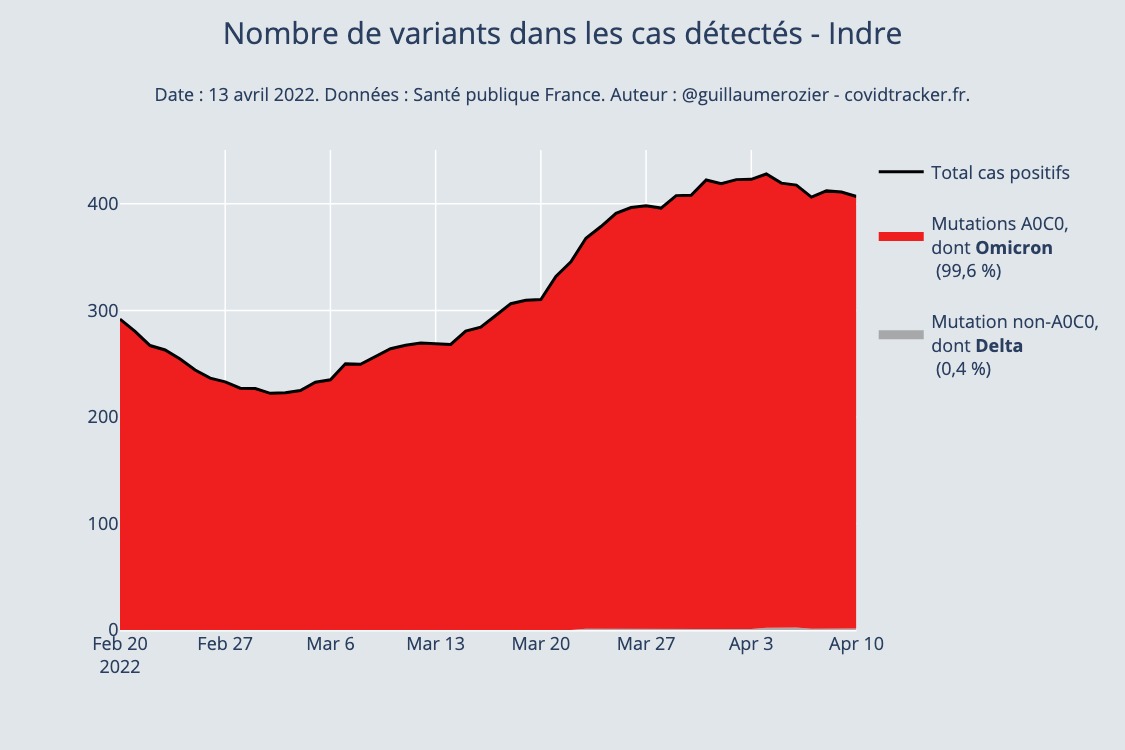 Nombre de variants dans les cas détectés - Indre
Date : 13 avril 2022. Données : Santé publique France. Auteur : @guillaumerozier - covidtracker.fr.
Total cas positifs
Mutations A0C0,
dont Omicron
(99,6 %)
Mutation non-A0C0,
dont Delta
(0,4 %)
400
300
200
100
0
Feb 20 Feb 27 Mar 6 Mar 13 Mar 20 Mar 27 Apr 3 Apr 10
2022